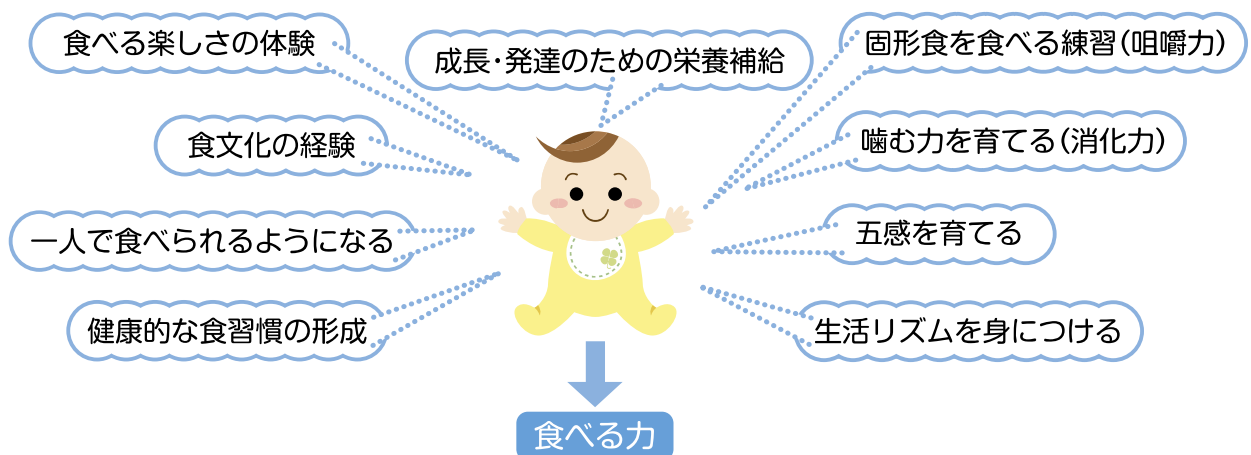 食べる楽しさの体験
成長・発達のための栄養補給
固形食を食べる練習（咀嚼力）
食文化の経験
噛む力を育てる（消化力）
一人で食べられるようになる
五感を育てる
健康的な食習慣の形成
生活リズムを身につける
食べる力